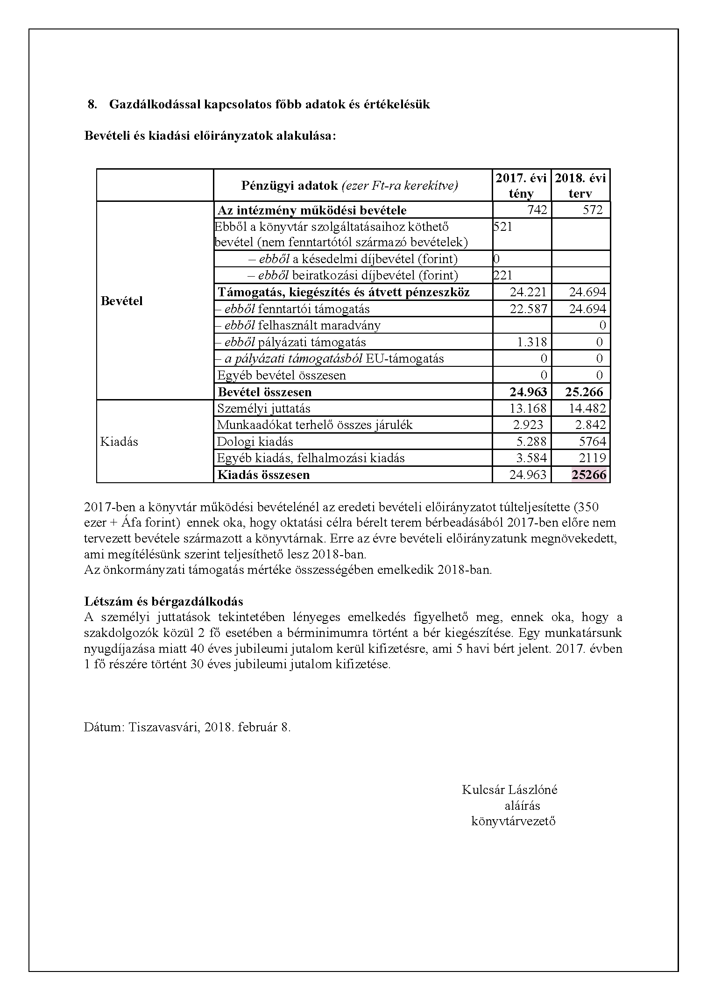 8. Gazdálkodással kapcsolatos főbb adatok és értékelésük
Bevételi és kiadási előirányzatok alakulása:
Pénzügyi adatok (ezer Ft-ra kerekítve) 2017. évi tény 2018. évi terv
Bevétel
Az intézmény működési bevétele 742 572
Ebből a könyvtár szolgáltatásaihoz köthető 521
bevétel (nem fenntartótól származó bevételek)
– ebből a késedelmi díjbevétel (forint) 0
– ebből beiratkozási díjbevétel (forint) 221
Támogatás, kiegészítés és átvett pénzeszköz 24.221 24.694
– ebből fenntartói támogatás 22.587 24.694
– ebből felhasznált maradvány 0
– ebből pályázati támogatás 1.318 0
– a pályázati támogatásból EU-támogatás 0 0
Egyéb bevétel összesen 0 0
Bevétel összesen 24.963 25.266
Kiadás
Személyi juttatás 13.168 14.482
Munkaadókat terhelő összes járulék 2.923 2.842
Dologi kiadás 5.288 5764
Egyéb kiadás, felhalmozási kiadás 3.584 2119
Kiadás összesen 24.963 25266
2017-ben a könyvtár működési bevételénél az eredeti bevételi előirányzatot túlteljesítette (350
ezer + Áfa forint) ennek oka, hogy oktatási célra bérelt terem bérbeadásából 2017-ben előre nem
tervezett bevétele származott a könyvtárnak. Erre az évre bevételi előirányzatunk megnövekedett,
ami megítélésünk szerint teljesíthető lesz 2018-ban.
Az önkormányzati támogatás mértéke összességében emelkedik 2018-ban.
Létszám és bérgazdálkodás
A személyi juttatások tekintetében lényeges emelkedés figyelhető meg, ennek oka, hogy a
szakdolgozók közül 2 fő esetében a bérminimumra történt a bér kiegészítése. Egy munkatársunk
nyugdíjazása miatt 40 éves jubileumi jutalom kerül kifizetésre, ami 5 havi bért jelent. 2017. évben
1 fő részére történt 30 éves jubileumi jutalom kifizetése.
Dátum: Tiszavasvári, 2018. február 8.
Kulcsár Lászlóné
aláírás
könyvtárvezető